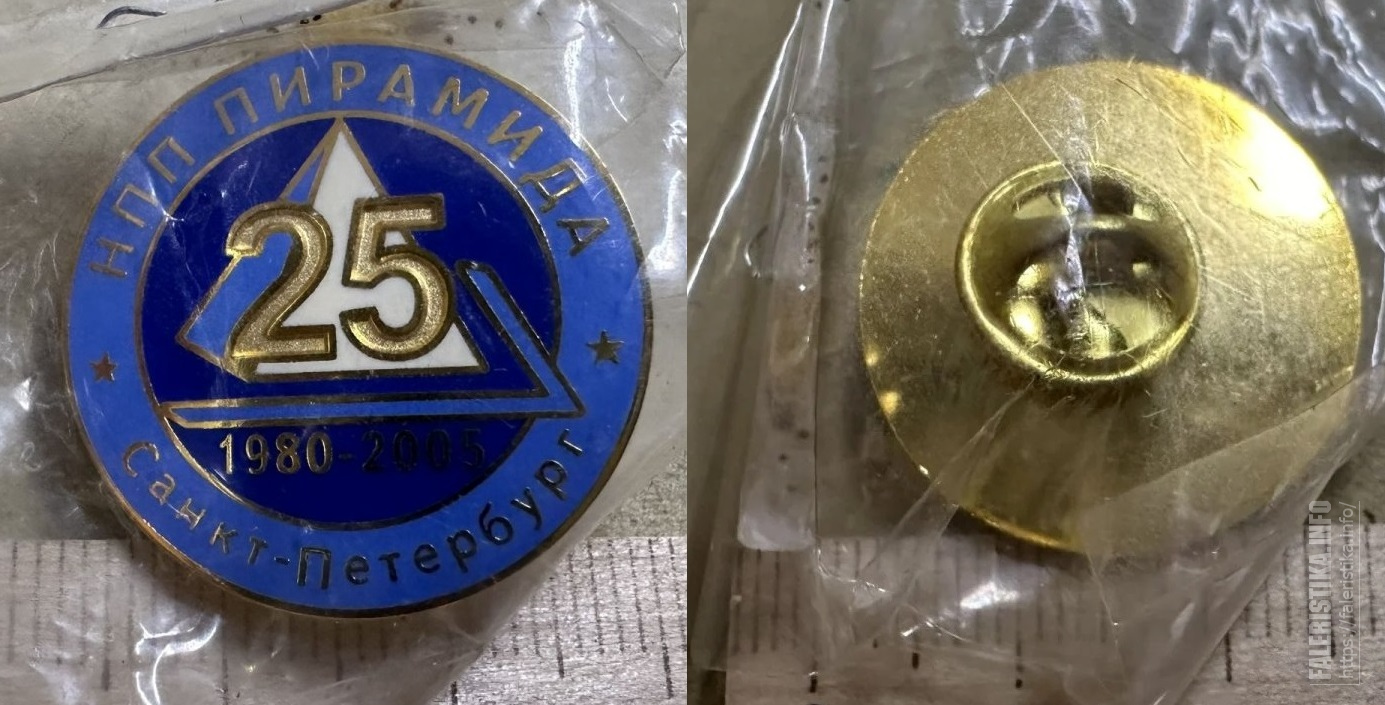 НПП ПИРАМИДА
25
1980-2005
Санкт-Петербург
FALERISTIKA.INFO
https://faleristika.info/